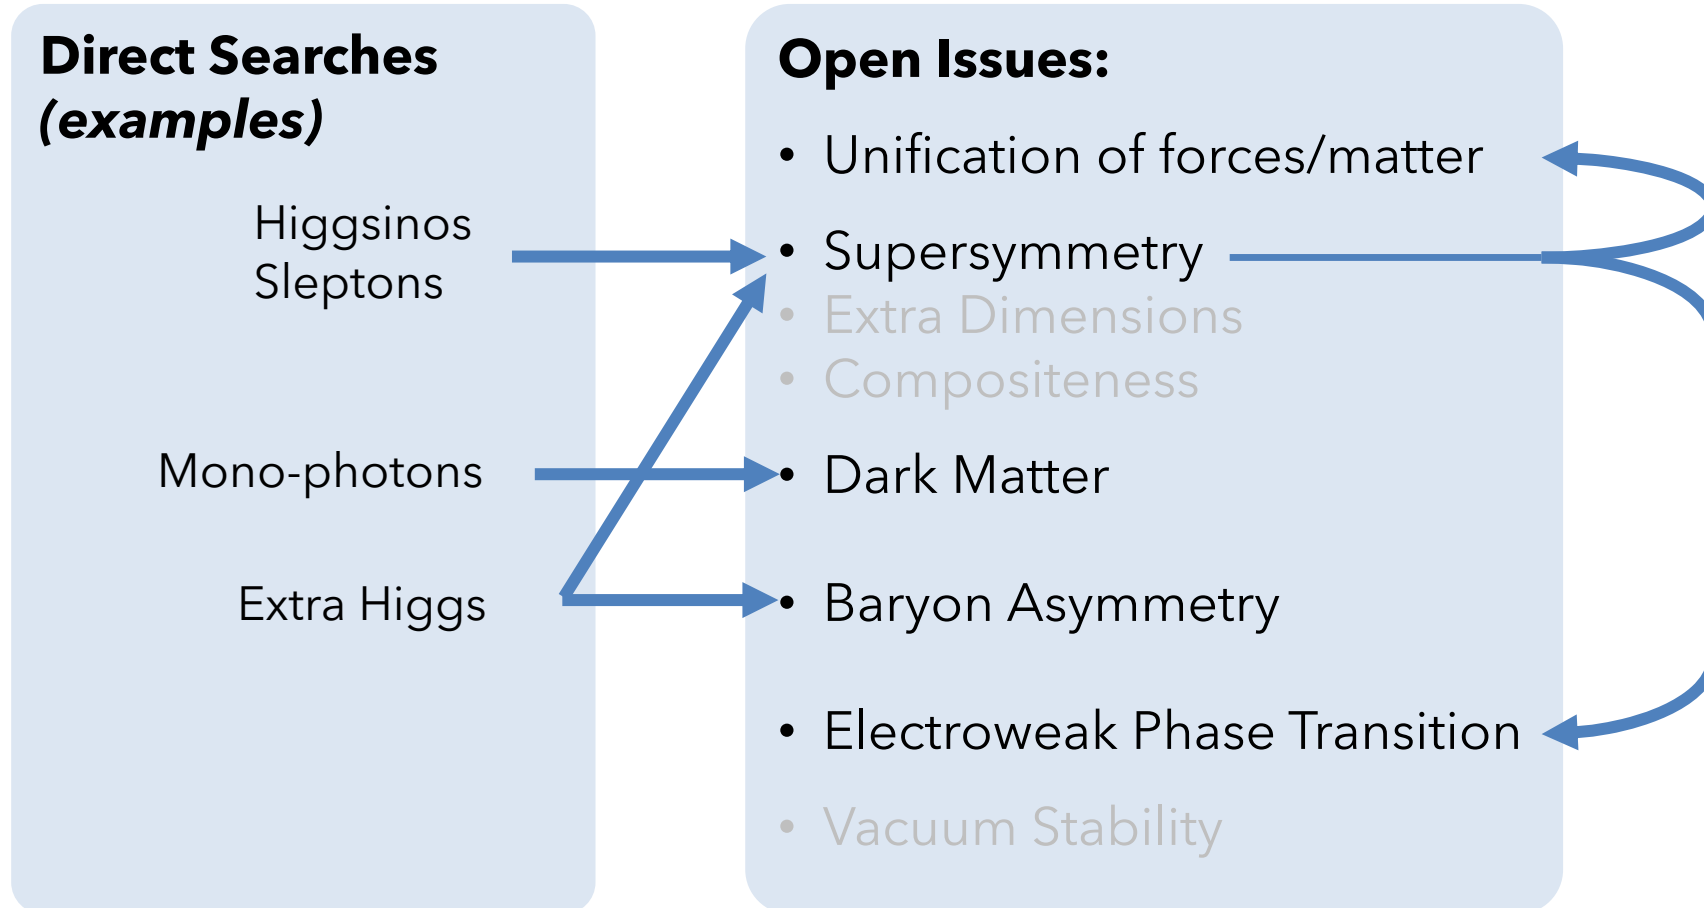 Direct Searches
(examples)
Higgsinos
Sleptons
Mono-photons
Extra Higgs
Open Issues:
• Unification of forces/matter
• Supersymmetry
• Extra Dimensions
• Compositeness
• Dark Matter
• Baryon Asymmetry
• Electroweak Phase Transition
• Vacuum Stability